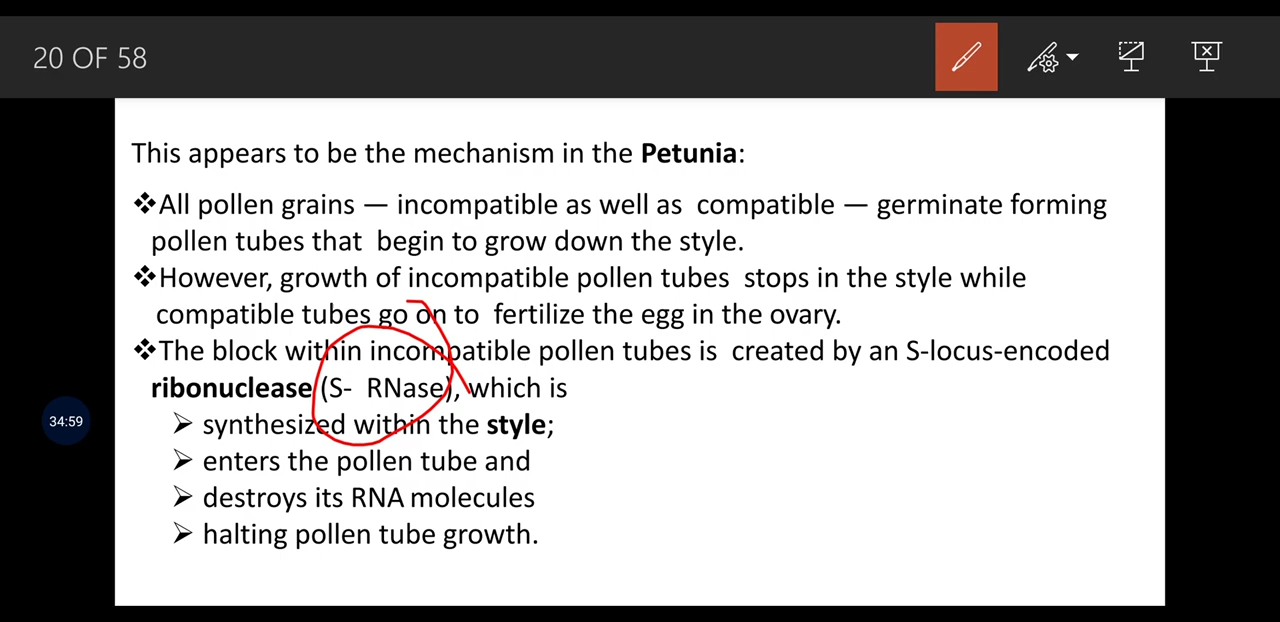 20 OF 58
This appears to be the mechanism in the Petunia:
❖All pollen grains — incompatible as well as compatible — germinate forming
pollen tubes that begin to grow down the style.
❖However, growth of incompatible pollen tubes stops in the style while
compatible tubes go on to fertilize the egg in the ovary.
❖The block within incompatible pollen tubes is created by an S-locus-encoded
ribonuclease (S- RNase), which is
➢ synthesized within the style;
34:59
➢ enters the pollen tube and
➢ destroys its RNA molecules
➢ halting pollen tube growth.